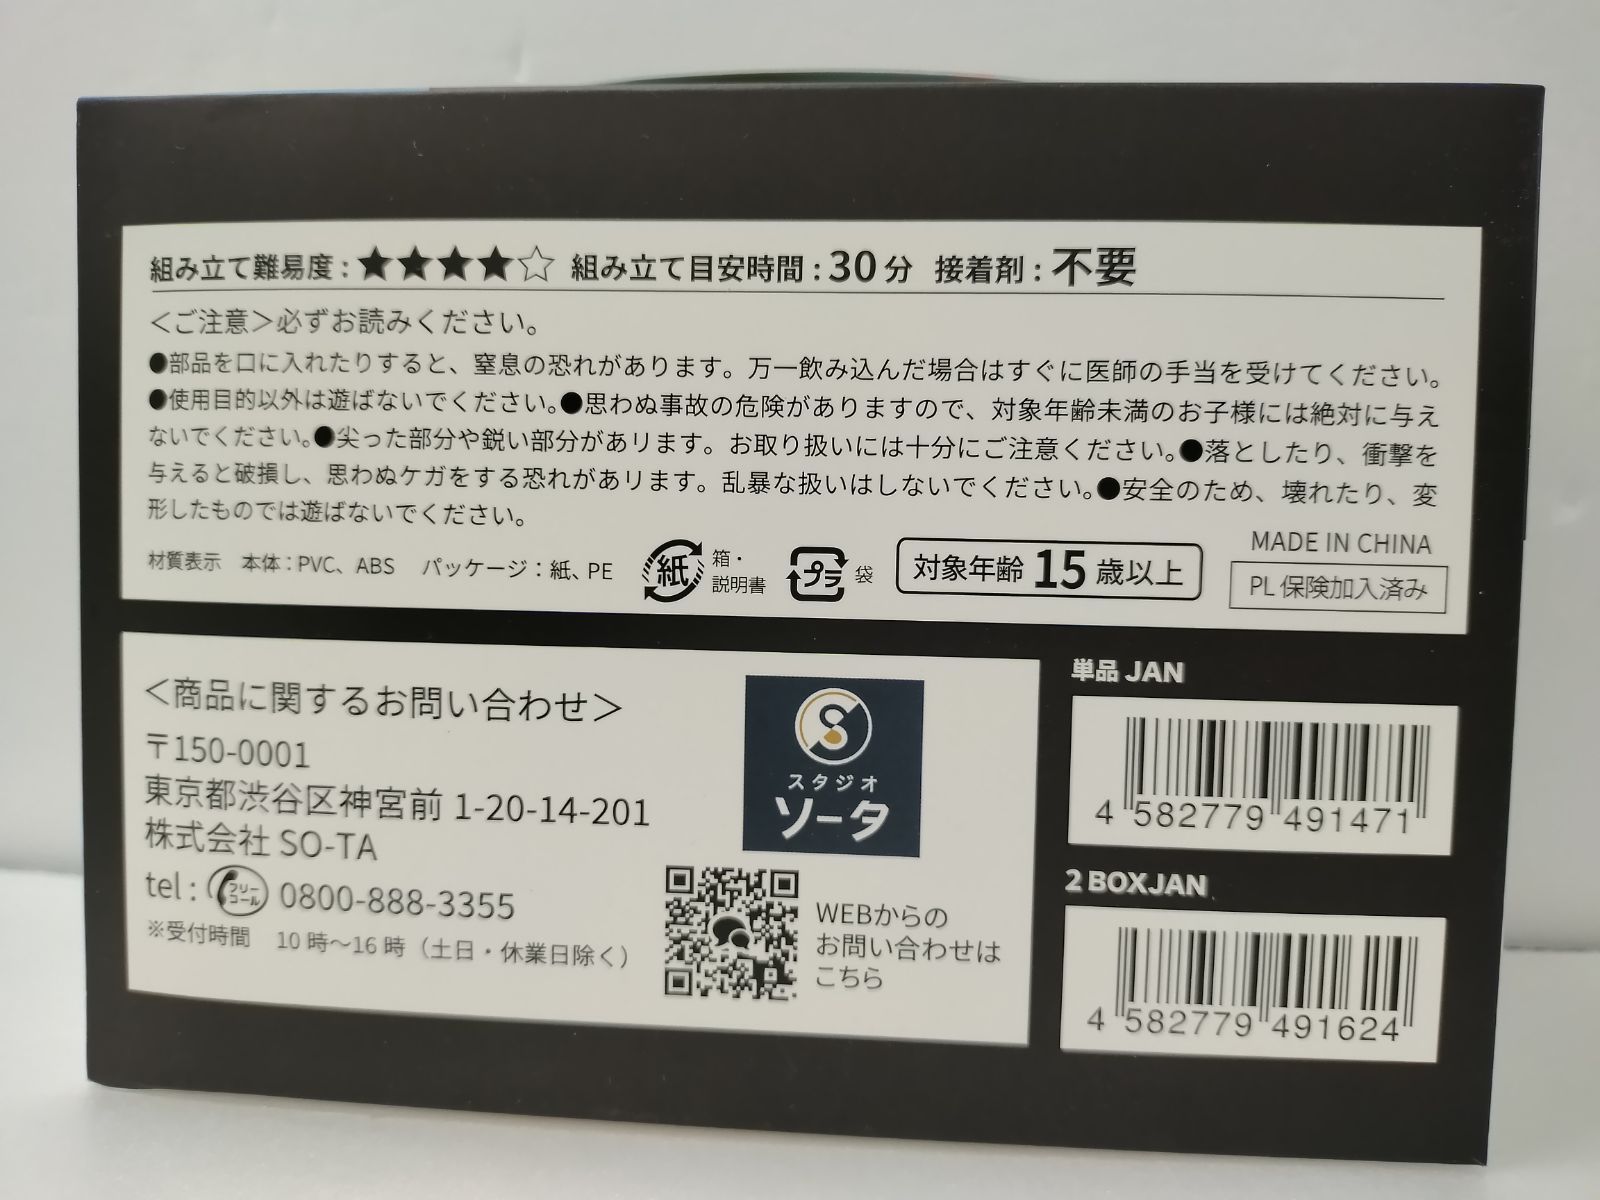 組み立て難易度：★★★★☆ 組み立て目安時間：30分 接着剤：不要
＜ご注意＞必ずお読みください。
●部品を口に入れたりすると、窒息の恐れがあります。万一飲み込んだ場合はすぐに医師の手当を受けてください。
●使用目的以外は遊ばないでください。●思わぬ事故の危険がありますので、対象年齢未満のお子様には絶対に与え
ないでください。●尖った部分や鋭い部分があリます。お取り扱いには十分にご注意ください。●落としたり、衝撃を
与えると破損し、思わぬケガをする恐れがあリます。乱暴な扱いはしないでください。●安全のため、壊れたり、変
形したものでは遊ばないでください。
材質表示 本体：PVC、ABS パッケージ：紙、PE
紙 箱・
説明書
プラ 袋
対象年齢 15 歳以上
MADE IN CHINA
PL保険加入済み
＜商品に関するお問い合わせ＞
〒150-0001
東京都渋谷区神宮前 1-20-14-201
株式会社 SO-TA
tel : フリーコール 0800-888-3355
※受付時間 10時～16時（土日・休業日除く）
S
スタジオ
ソータ
WEBからの
お問い合わせは
こちら
単品 JAN
4 582779 491471
2 BOXJAN
4 582779 491624